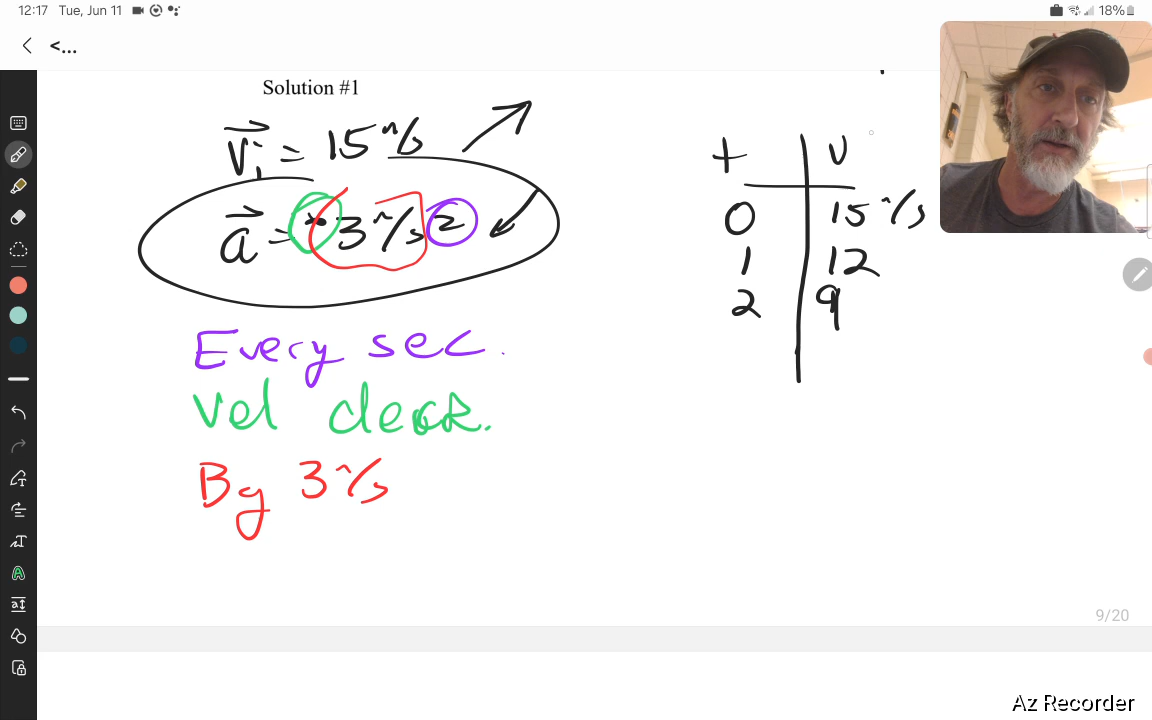 12:17 Tue, Jun 11
18%
<...
Solution #1
vᵢ = 15 m/s
a = -3 m/s²
Every sec.
Vel decr.
By 3 m/s
t v
0 15 m/s
1 12
2 9
9/20
Az Recorder